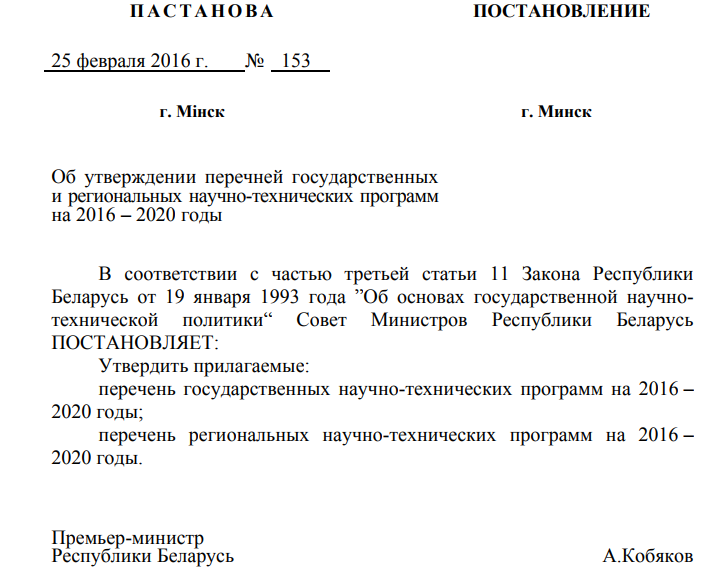 ПАСТАНОВА ПОСТАНОВЛЕНИЕ
25 февраля 2016 г. № 153
г. Мінск г. Минск
Об утверждении перечней государственных
и региональных научно-технических программ
на 2016 – 2020 годы
В соответствии с частью третьей статьи 11 Закона Республики
Беларусь от 19 января 1993 года ”Об основах государственной научно-
технической политики“ Совет Министров Республики Беларусь
ПОСТАНОВЛЯЕТ:
Утвердить прилагаемые:
перечень государственных научно-технических программ на 2016 –
2020 годы;
перечень региональных научно-технических программ на 2016 –
2020 годы.
Премьер-министр
Республики Беларусь А.Кобяков